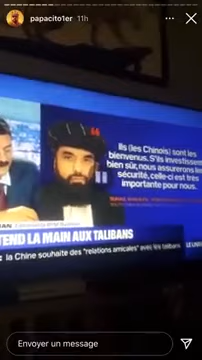 papacito1er 11h
Ils (les Chinois) sont les
bienvenus. S'ils investissent
bien sûr, nous assurerons leur
sécurité, celle-ci est très
importante pour nous.
TEND LA MAIN AUX TALIBANS
: la Chine souhaite des "relations amicales" avec les talibans
Envoyer un message